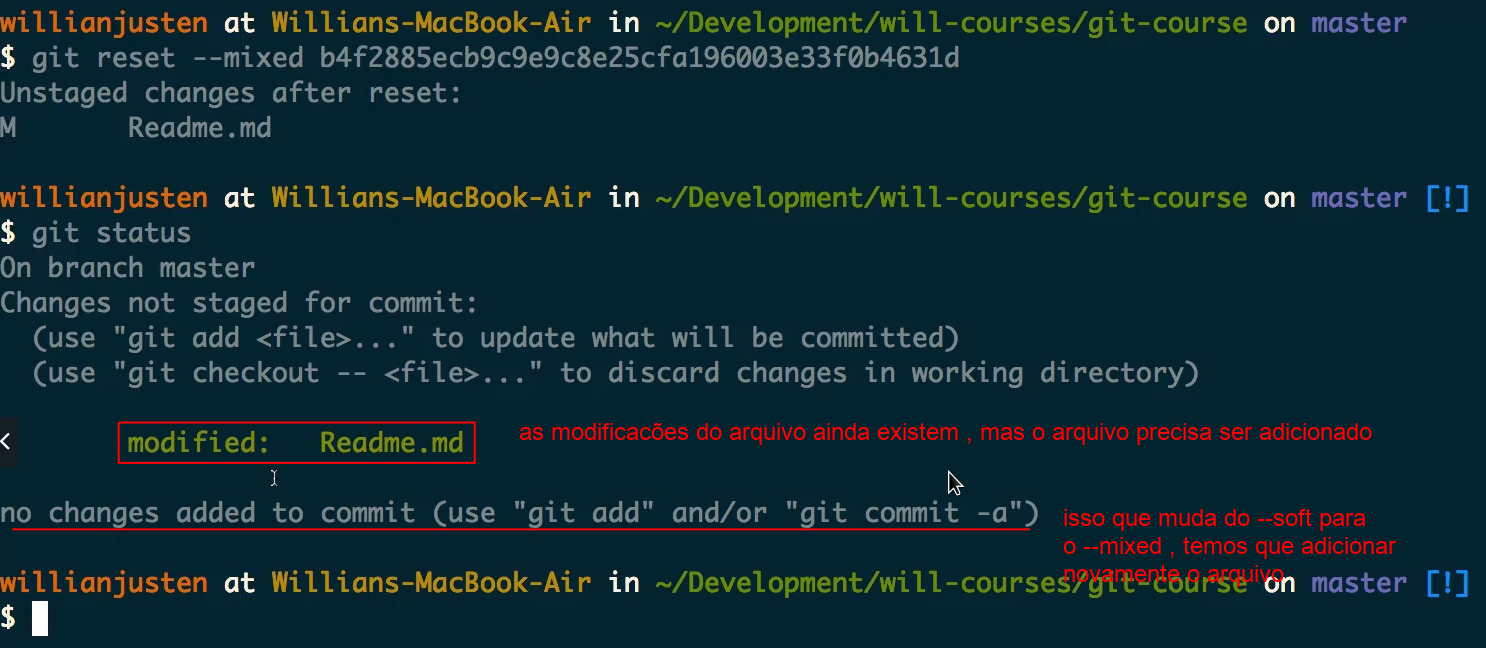 willianjusten at Willians-MacBook-Air in ~/Development/will-courses/git-course on master
$ git reset --mixed b4f2885ecb9c9e9c8e25cfa196003e33f0b4631d
Unstaged changes after reset:
M       Readme.md
willianjusten at Willians-MacBook-Air in ~/Development/will-courses/git-course on master [!]
$ git status
On branch master
Changes not staged for commit:
  (use "git add <file>..." to update what will be committed)
  (use "git checkout -- <file>..." to discard changes in working directory)
modified:   Readme.md
as modificacões do arquivo ainda existem , mas o arquivo precisa ser adicionado
no changes added to commit (use "git add" and/or "git commit -a")
isso que muda do --soft para
o --mixed , temos que adicionar
novamente o arquivo
willianjusten at Willians-MacBook-Air in ~/Development/will-courses/git-course on master [!]
$